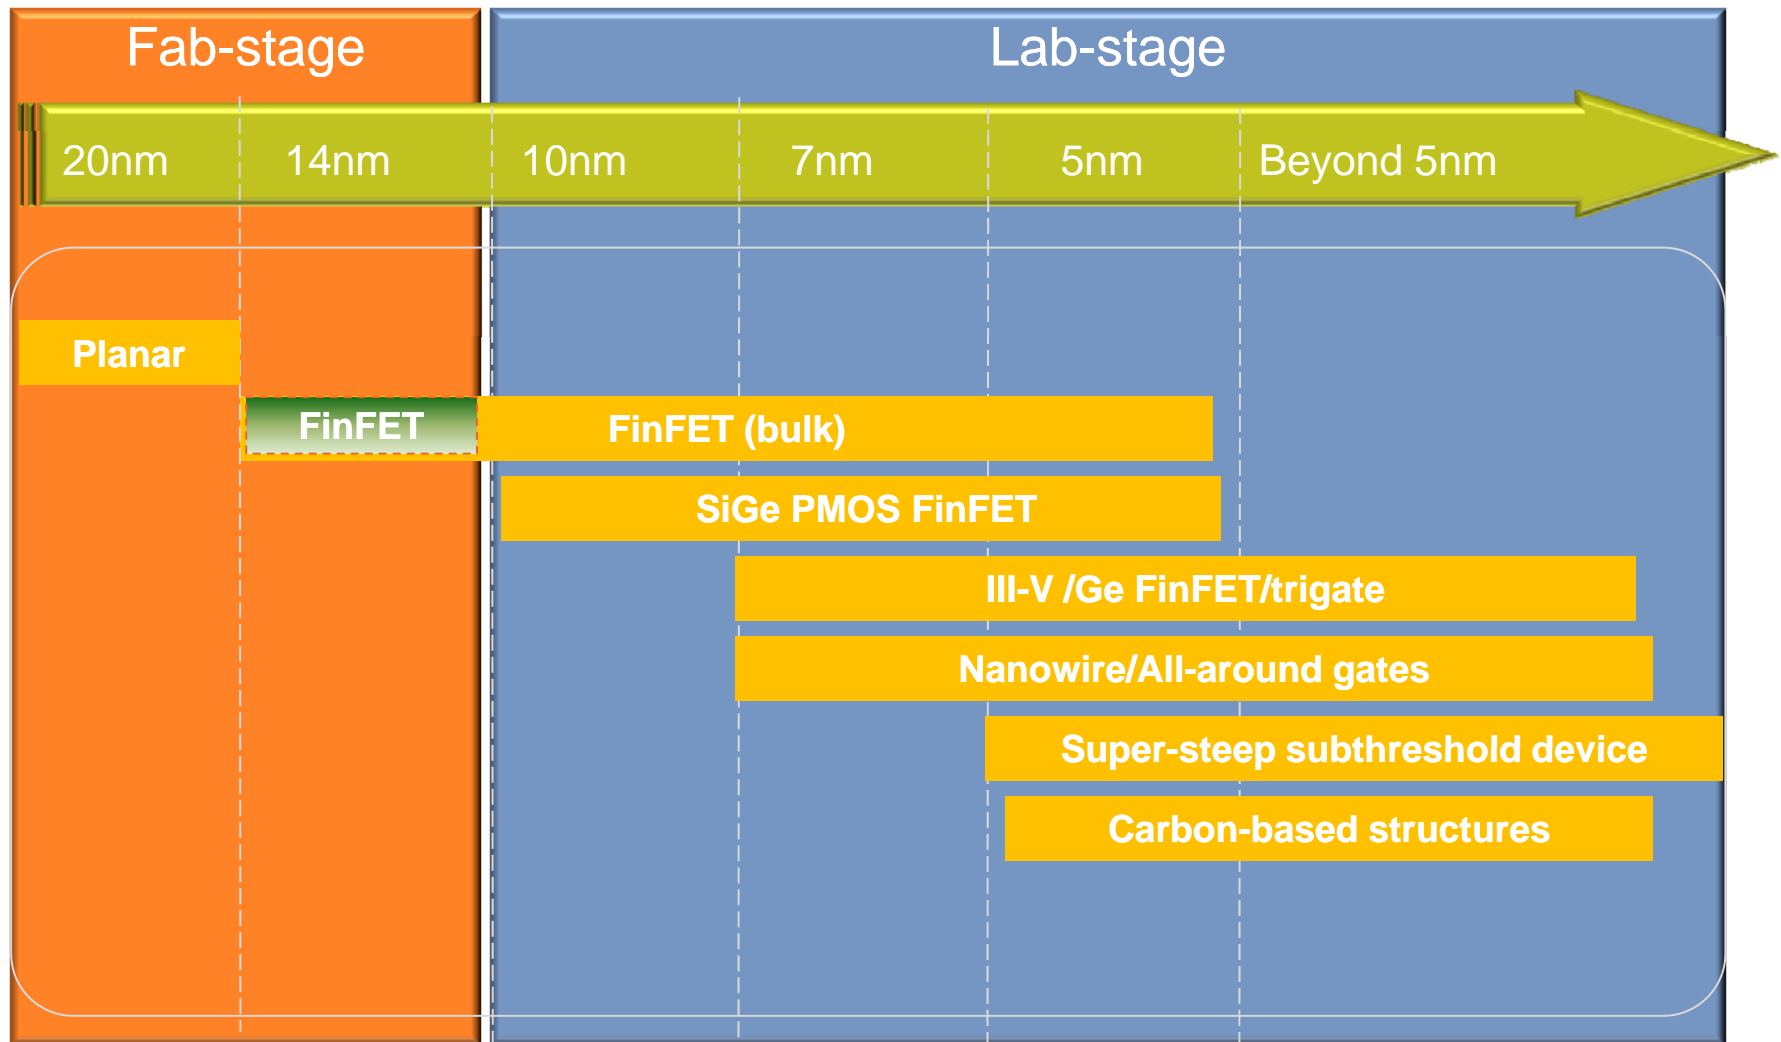 Fab-stage
Lab-stage
20nm
14nm
10nm
7nm
5nm
Beyond 5nm
Planar
FinFET
FinFET (bulk)
SiGe PMOS FinFET
III-V /Ge FinFET/trigate
Nanowire/All-around gates
Super-steep subthreshold device
Carbon-based structures